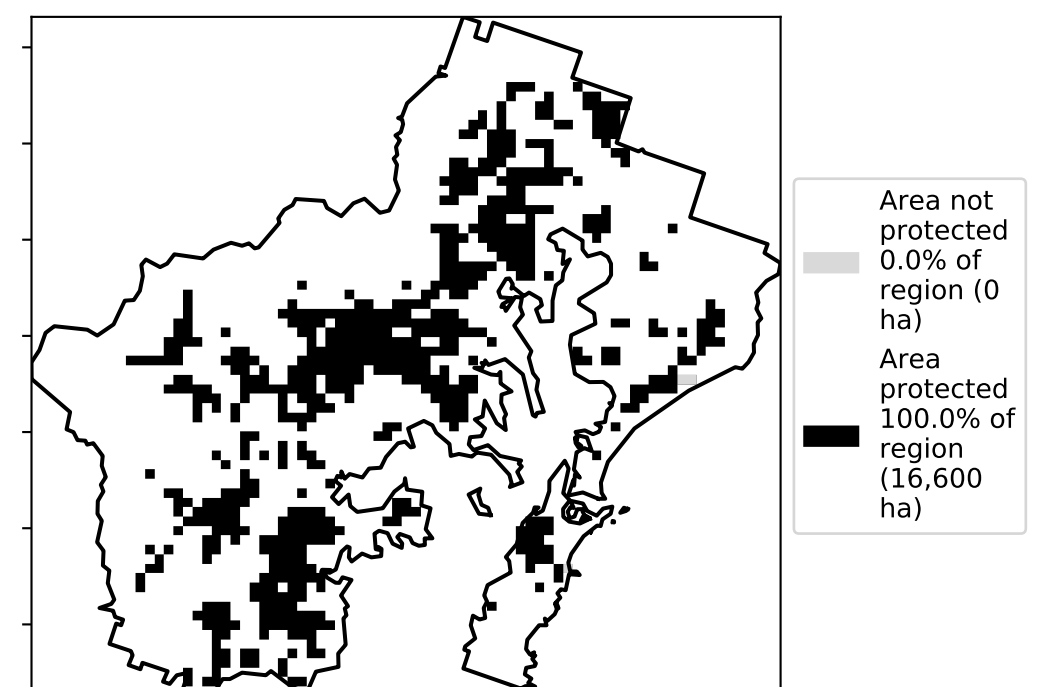 Area not
protected
0.0% of
region (0
ha)
Area
protected
100.0% of
region
(16,600
ha)